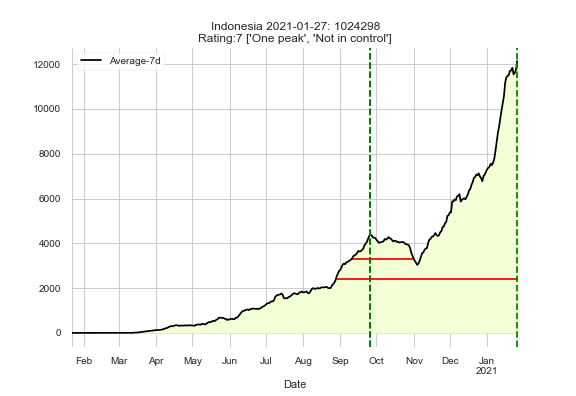 Indonesia 2021-01-27: 1024298
Rating:7 ['One peak', 'Not in control']
Average-7d
12000
10000
8000
6000
4000
2000
0
Feb Mar Apr May Jun Jul Aug Sep Oct Nov Dec Jan
2021
Date